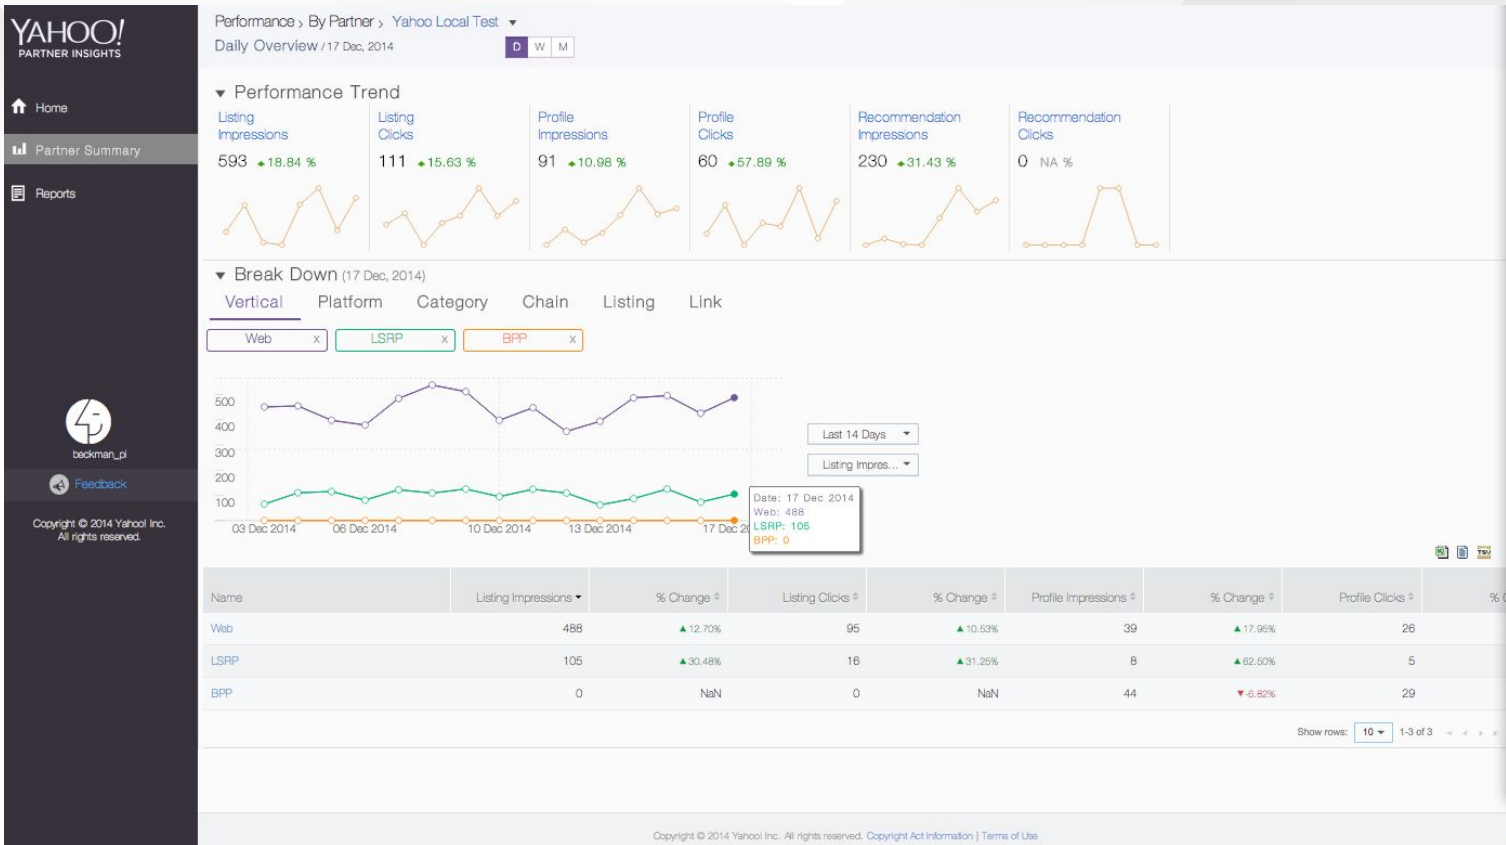 YAHOO!
PARTNER INSIGHTS
Home
Partner Summary
Reports
beckman_pi
Feedback
Copyright © 2014 Yahoo! Inc.
All rights reserved.
Performance › By Partner › Yahoo Local Test
Daily Overview / 17 Dec, 2014
D W M
Performance Trend
Listing Impressions
593 18.84 %
Listing Clicks
111 15.63 %
Profile Impressions
91 10.98 %
Profile Clicks
60 57.89 %
Recommendation Impressions
230 31.43 %
Recommendation Clicks
0 NA %
Break Down (17 Dec, 2014)
Vertical Platform Category Chain Listing Link
Web x LSRP x BPP x
500
400
300
200
100
03 Dec 2014 06 Dec 2014 10 Dec 2014 13 Dec 2014 17 Dec 2
Last 14 Days
Listing Impres...
Date: 17 Dec 2014
Web: 488
LSRP: 105
BPP: 0
TSV
Name Listing Impressions % Change Listing Clicks % Change Profile Impressions % Change Profile Clicks %
Web 488 12.70% 95 10.53% 39 17.95% 26
LSRP 105 30.48% 16 31.25% 8 62.50% 5
BPP 0 NaN 0 NaN 44 -6.82% 29
Show rows: 10 1-3 of 3
Copyright © 2014 Yahoo! Inc. All rights reserved. Copyright Act Information | Terms of Use